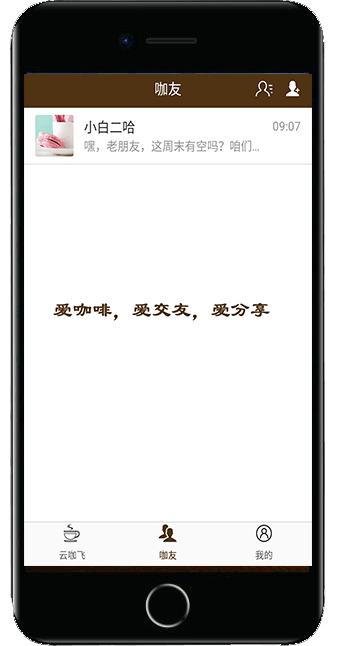 咖友
小白二哈 09:07
嘿，老朋友，这周末有空吗？咱们...
爱咖啡，爱交友，爱分享
云咖飞 咖友 我的